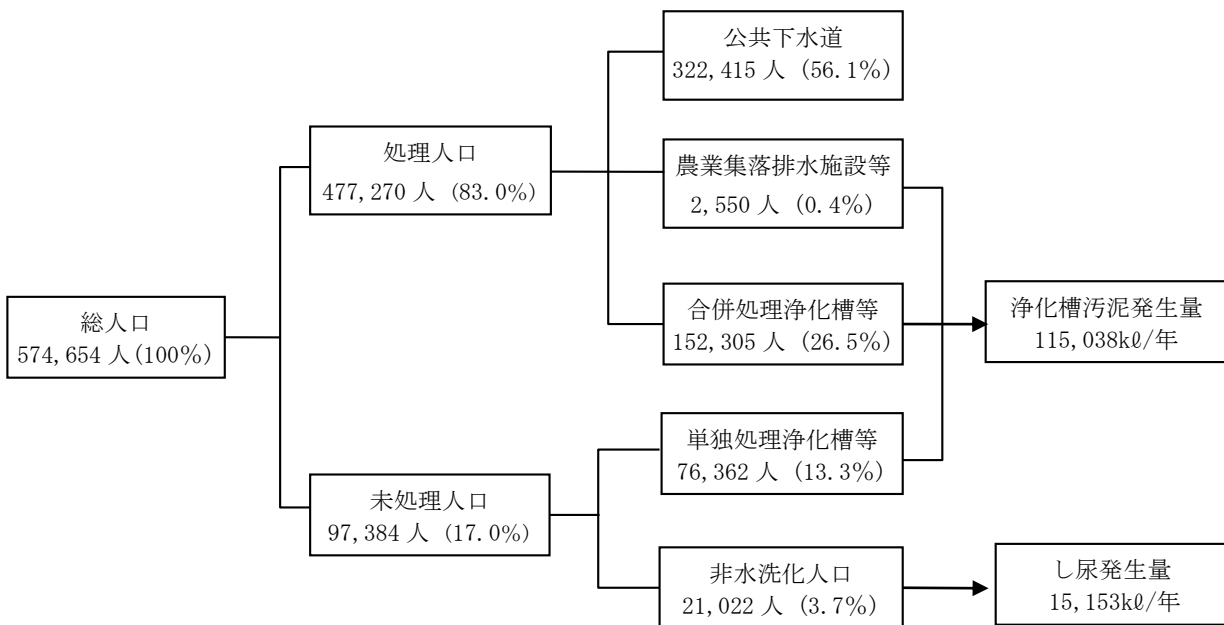 総人口
574,654 人(100%)
処理人口
477,270 人 (83.0%)
未処理人口
97,384 人 (17.0%)
公共下水道
322,415 人 (56.1%)
農業集落排水施設等
2,550 人 (0.4%)
合併処理浄化槽等
152,305 人 (26.5%)
単独処理浄化槽等
76,362 人 (13.3%)
非水洗化人口
21,022 人 (3.7%)
浄化槽汚泥発生量
115,038kℓ/年
し尿発生量
15,153kℓ/年